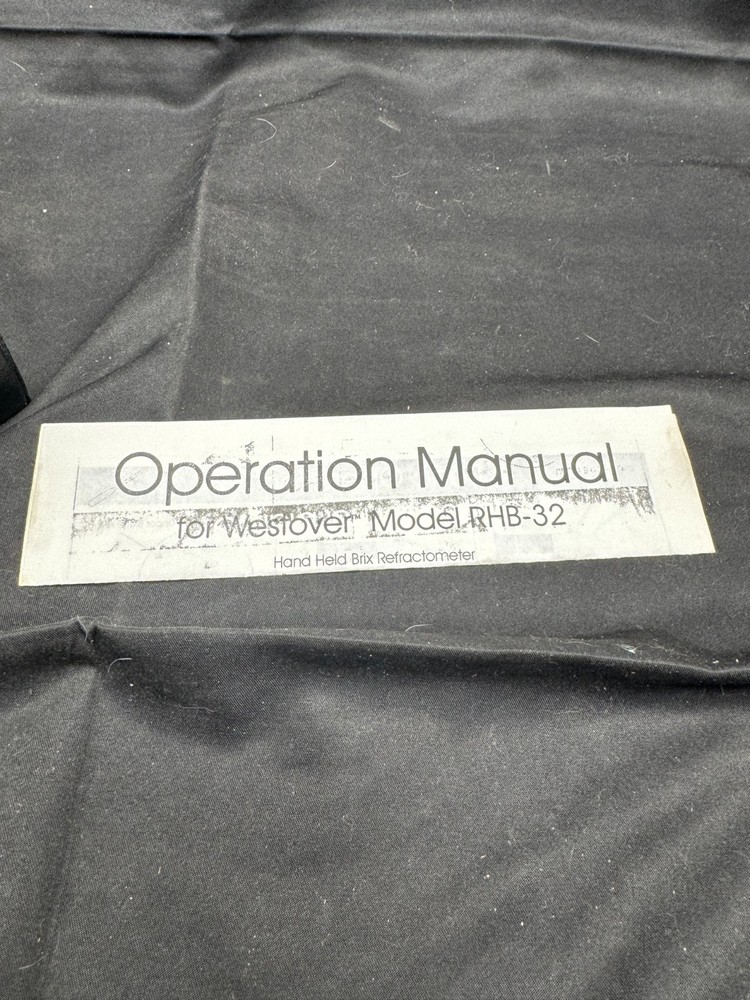 Operation Manual
for Westover Model RHB-32
Hand Held Brix Refractometer